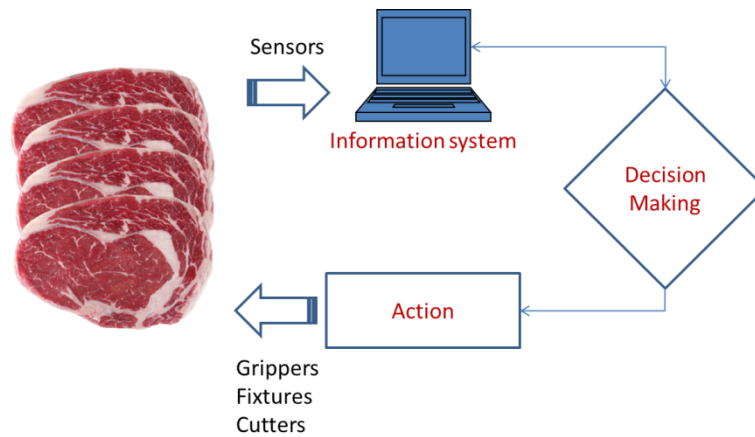 Sensors
Information system
Decision
Making
Action
Grippers
Fixtures
Cutters